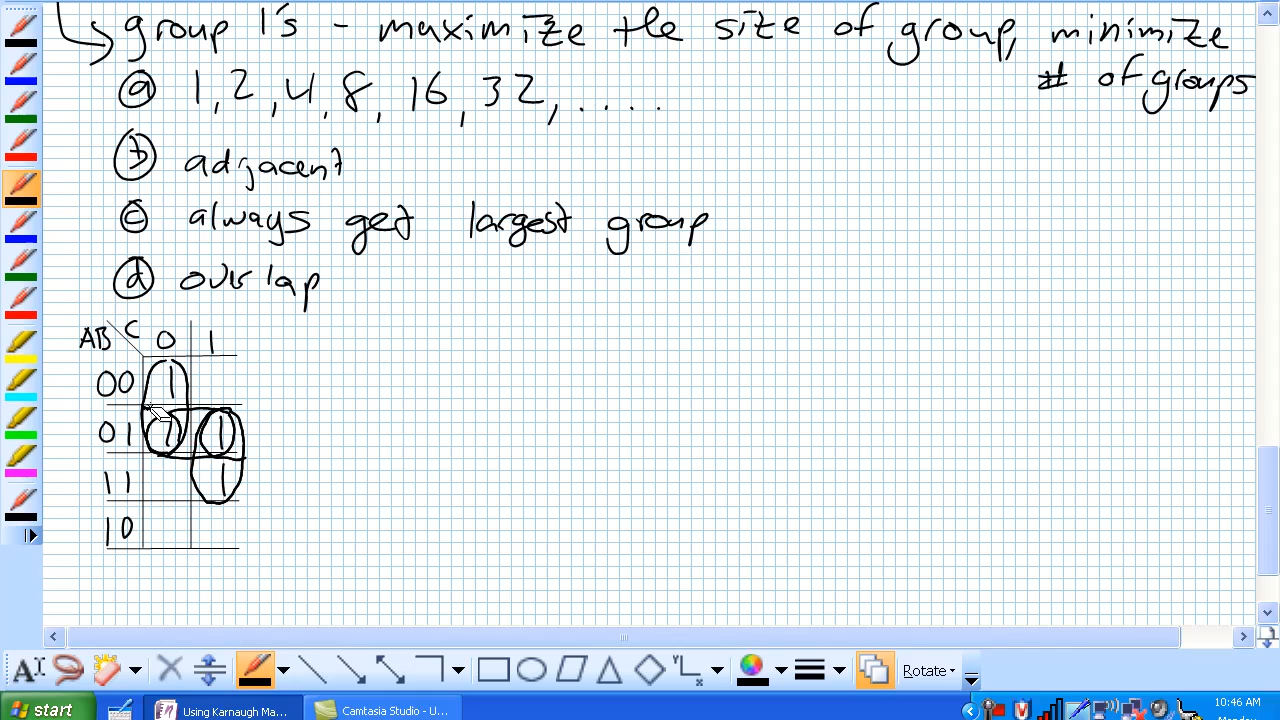 group 1's - maximize the size of group, minimize
# of groups
(a) 1, 2, 4, 8, 16, 32, .....
(b) adjacent
(c) always get largest group
(d) overlap
AB C 0 1
00 1
01 1 1
11 1
10
Rotate
start Using Karnaugh Ma... Camtasia Studio - U... 10:46 AM
Monday